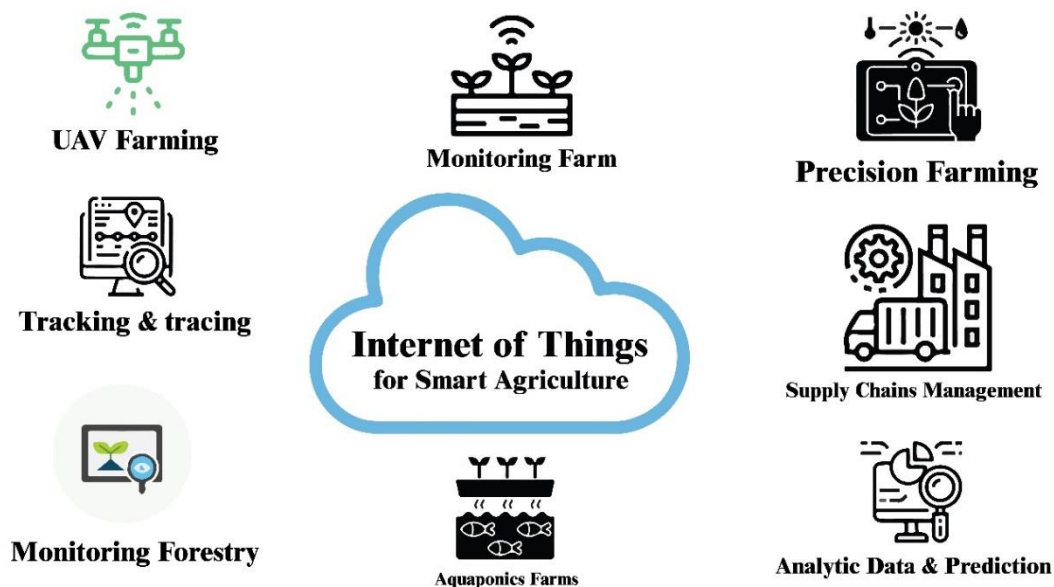 UAV Farming
Monitoring Farm
Precision Farming
Tracking & tracing
Internet of Things
for Smart Agriculture
Supply Chains Management
Monitoring Forestry
Aquaponics Farms
Analytic Data & Prediction